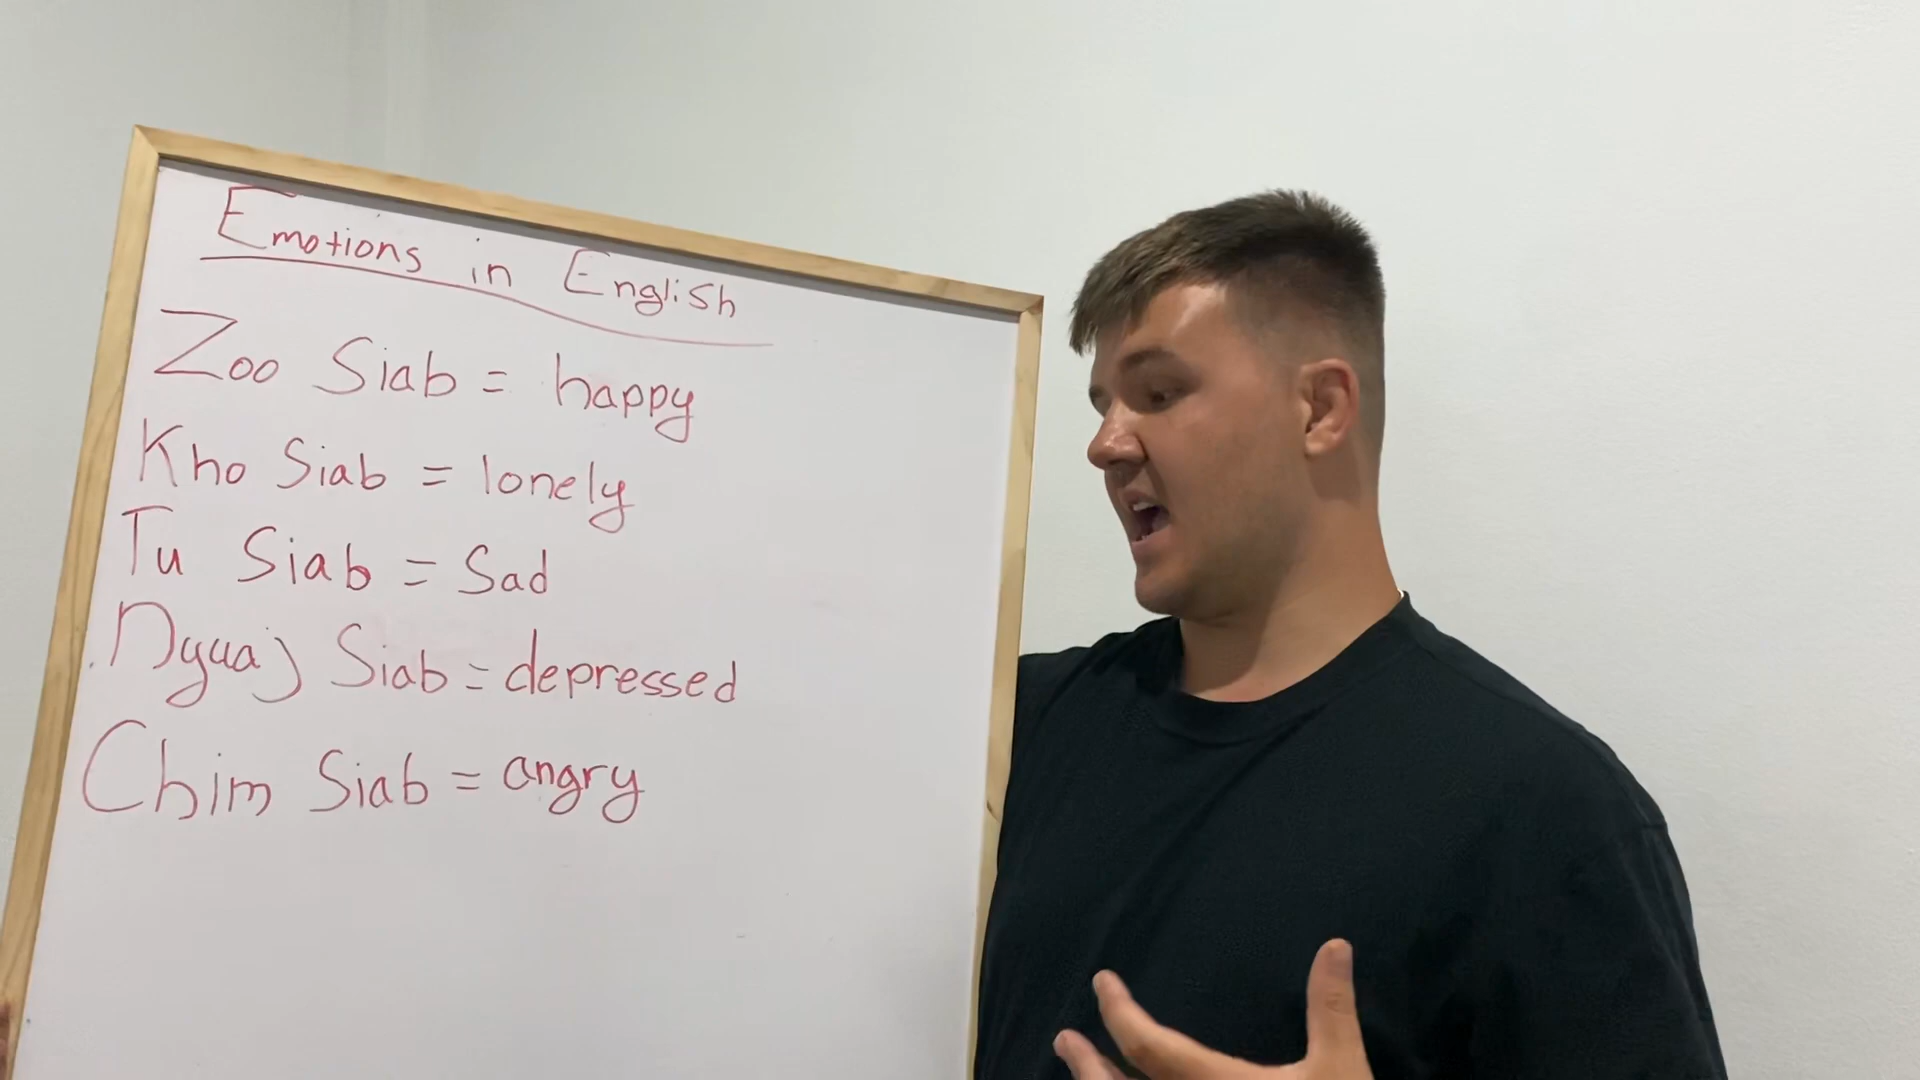 Emotions in English
Zoo Siab = happy
Kho Siab = lonely
Tu Siab = Sad
Nyuaj Siab = depressed
Chim Siab = angry